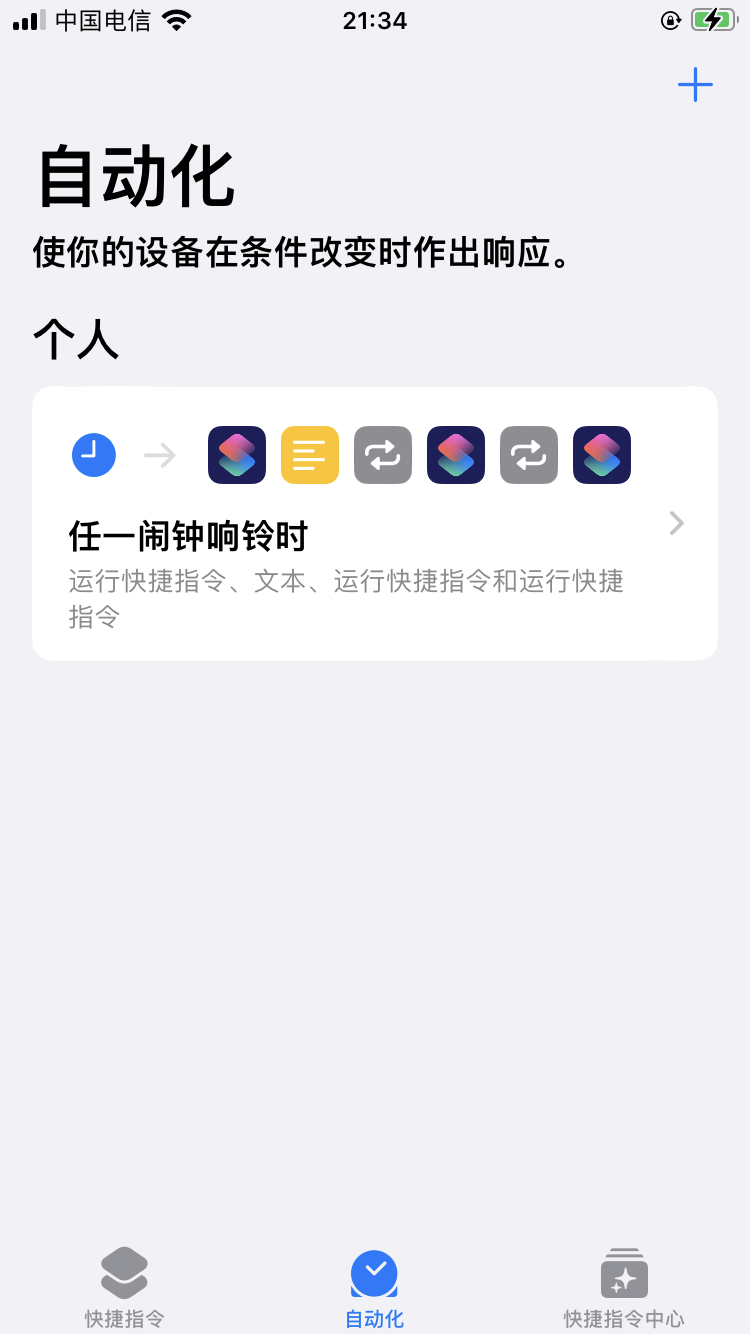 中国电信
21:34
自动化
使你的设备在条件改变时作出响应。
个人
任一闹钟响铃时
运行快捷指令、文本、运行快捷指令和运行快捷
指令
快捷指令
自动化
快捷指令中心